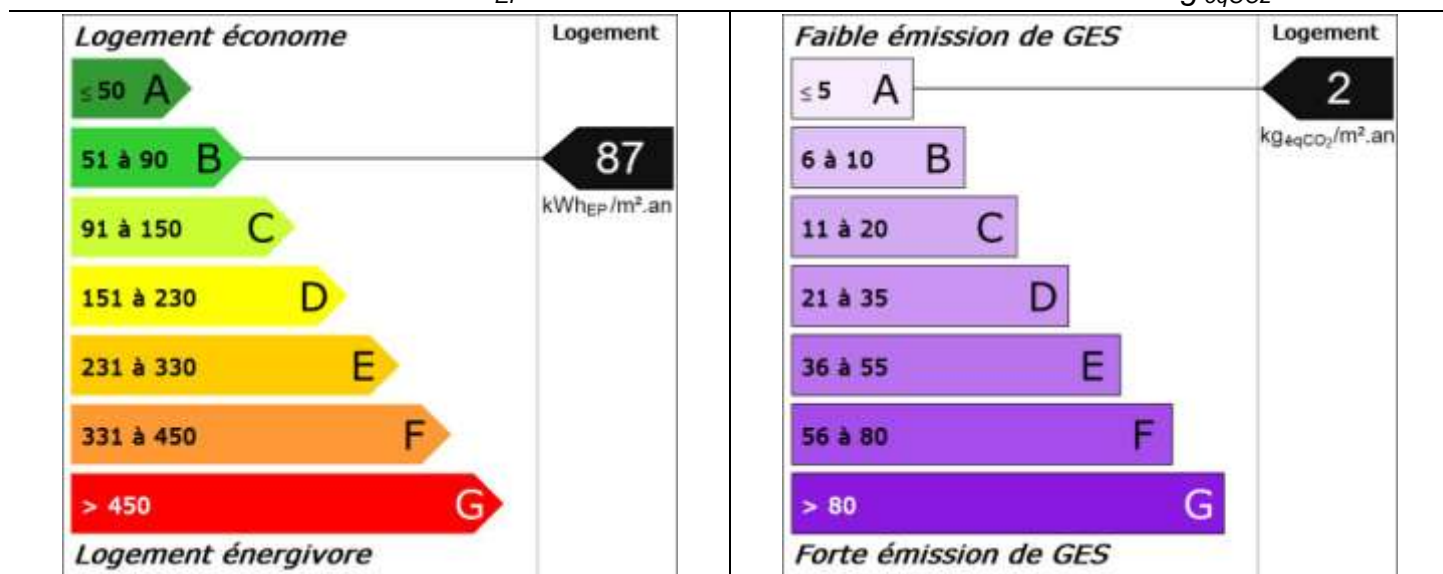 EP
éqCO2
Logement économe
Logement
≤ 50 A
51 à 90 B
87
kWhEP/m².an
91 à 150 C
151 à 230 D
231 à 330 E
331 à 450 F
> 450 G
Logement énergivore
Faible émission de GES
Logement
≤ 5 A
2
kgéqCO2/m².an
6 à 10 B
11 à 20 C
21 à 35 D
36 à 55 E
56 à 80 F
> 80 G
Forte émission de GES